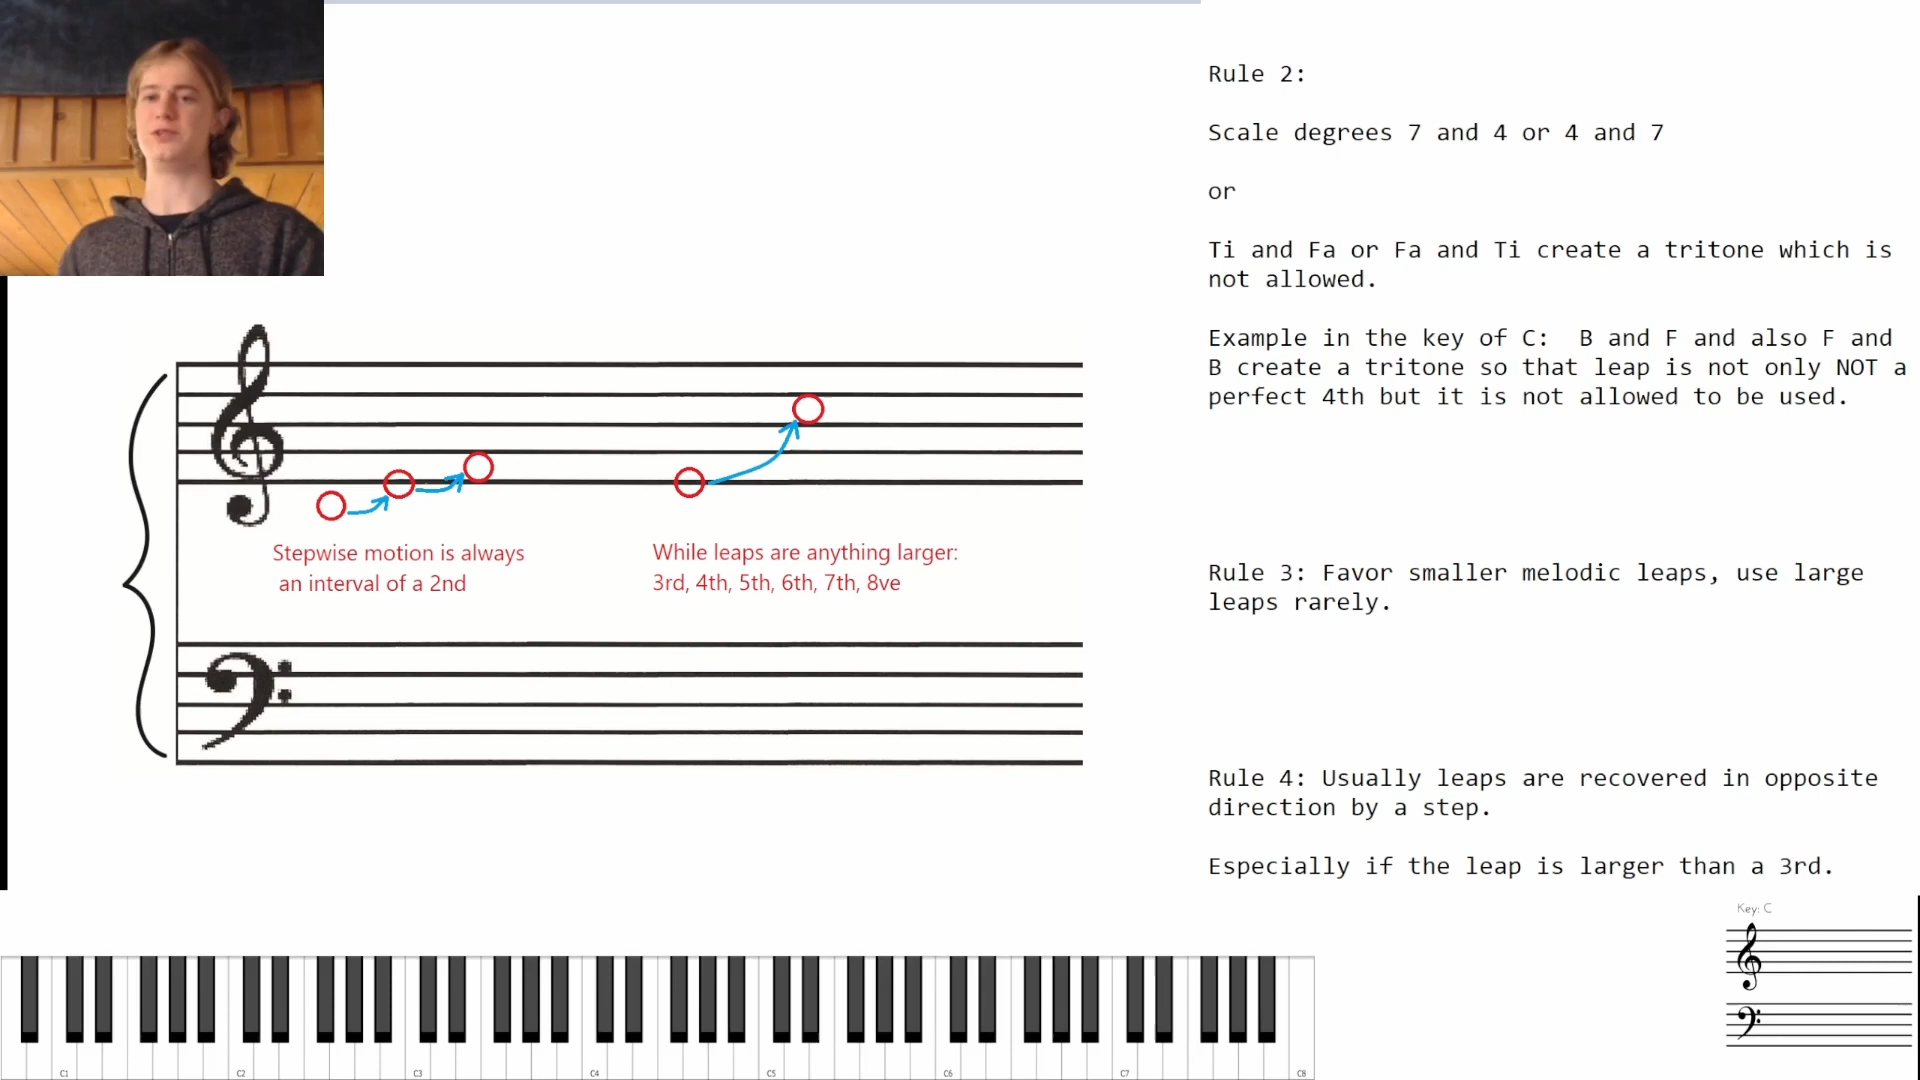 Rule 2:
Scale degrees 7 and 4 or 4 and 7
or
Ti and Fa or Fa and Ti create a tritone which is
not allowed.
Example in the key of C:  B and F and also F and
B create a tritone so that leap is not only NOT a
perfect 4th but it is not allowed to be used.
Stepwise motion is always
an interval of a 2nd
While leaps are anything larger:
3rd, 4th, 5th, 6th, 7th, 8ve
Rule 3: Favor smaller melodic leaps, use large
leaps rarely.
Rule 4: Usually leaps are recovered in opposite
direction by a step.
Especially if the leap is larger than a 3rd.
Key: C
C1 C2 C3 C4 C5 C6 C7 C8